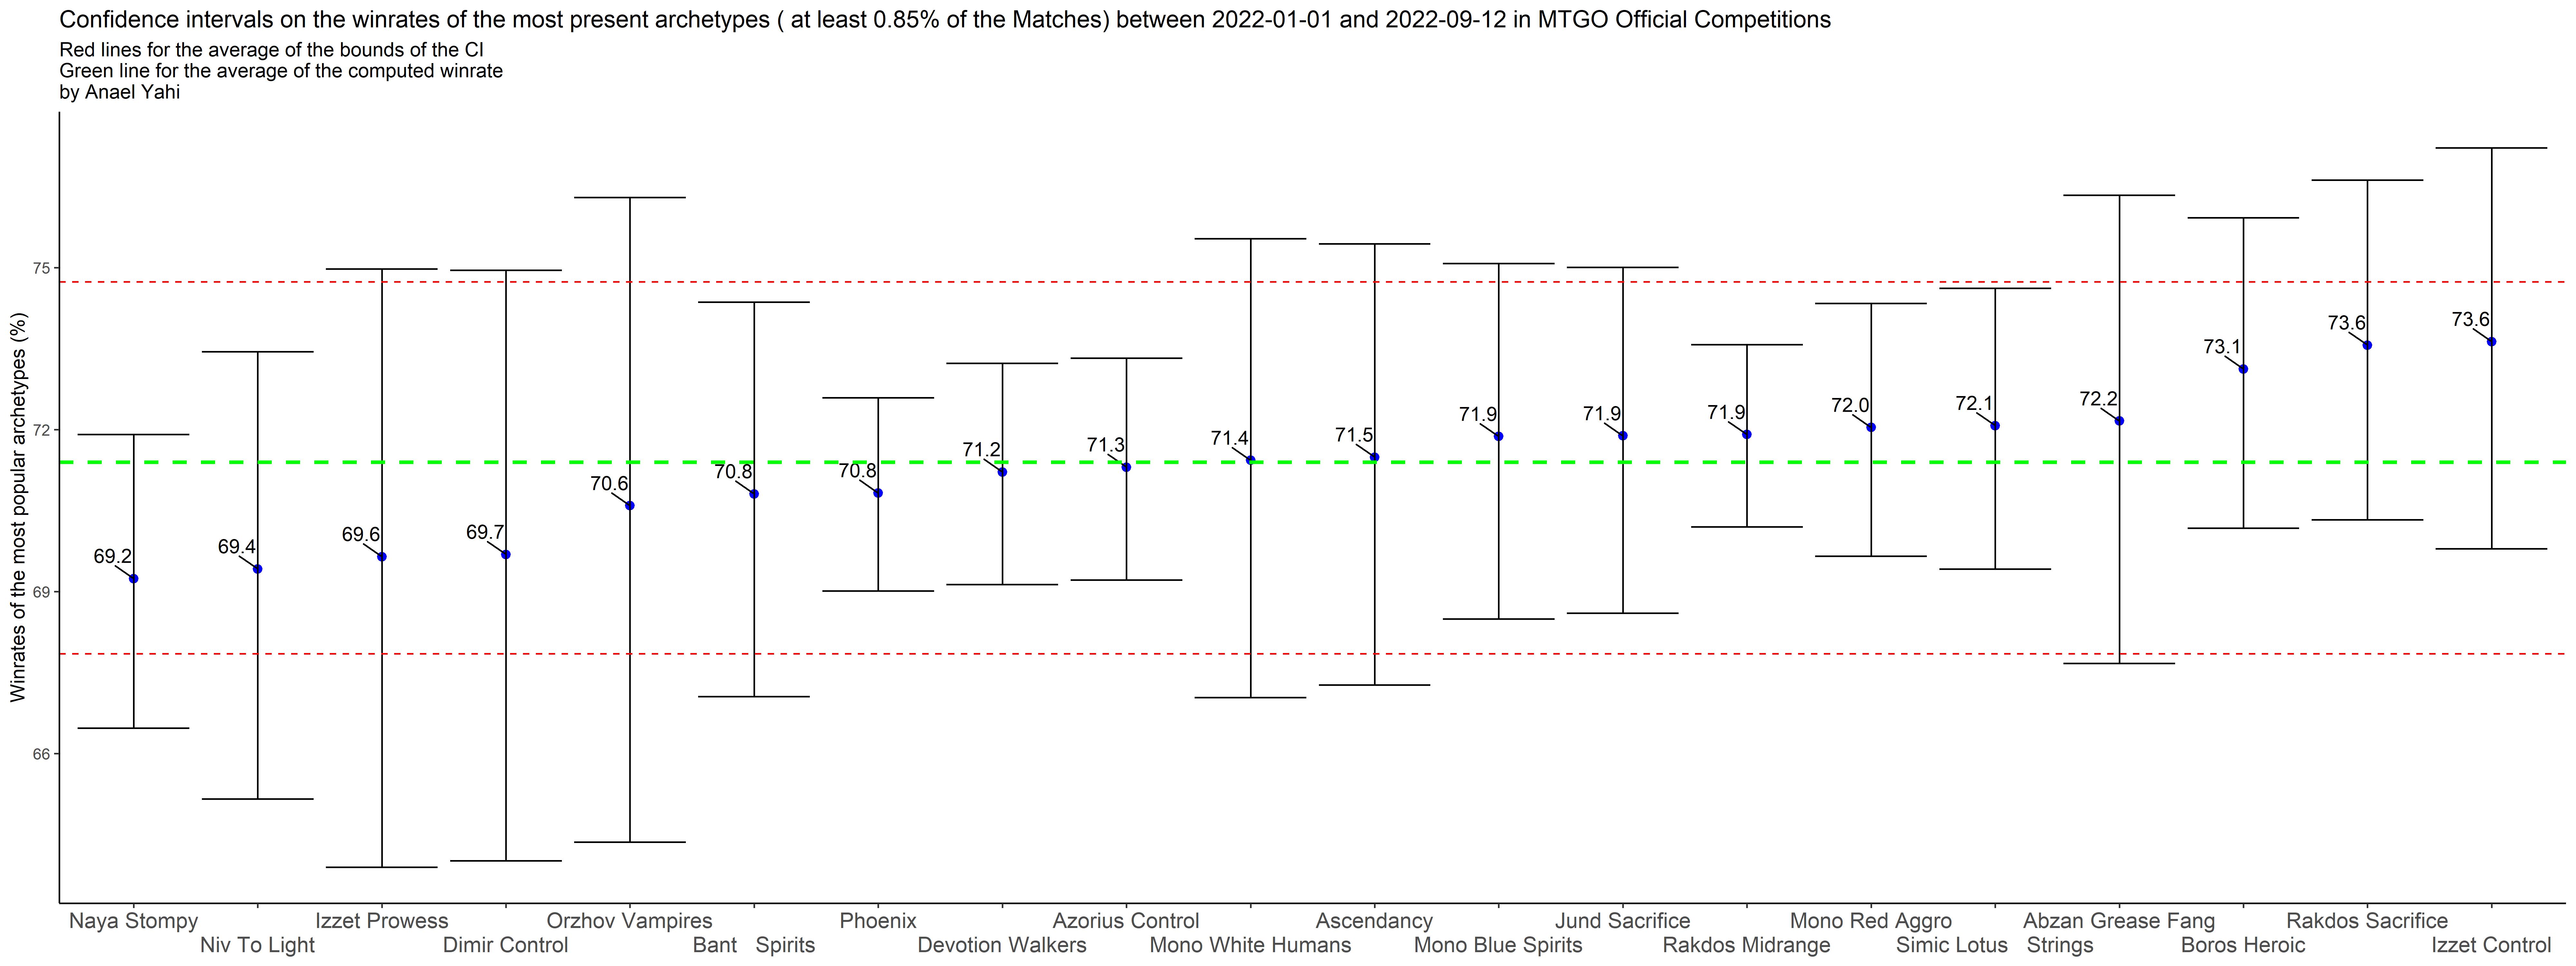 Confidence intervals on the winrates of the most present archetypes ( at least 0.85% of the Matches) between 2022-01-01 and 2022-09-12 in MTGO Official Competitions
Red lines for the average of the bounds of the CI
Green line for the average of the computed winrate
by Anael Yahi
Winrates of the most popular archetypes (%)
75
72
69
66
69.2
69.4
69.6
69.7
70.6
70.8
70.8
71.2
71.3
71.4
71.5
71.9
71.9
71.9
72.0
72.1
72.2
73.1
73.6
73.6
Naya Stompy
Niv To Light
Izzet Prowess
Dimir Control
Orzhov Vampires
Bant   Spirits
Phoenix
Devotion Walkers
Azorius Control
Mono White Humans
Ascendancy
Mono Blue Spirits
Jund Sacrifice
Rakdos Midrange
Mono Red Aggro
Simic Lotus   Strings
Abzan Grease Fang
Boros Heroic
Rakdos Sacrifice
Izzet Control